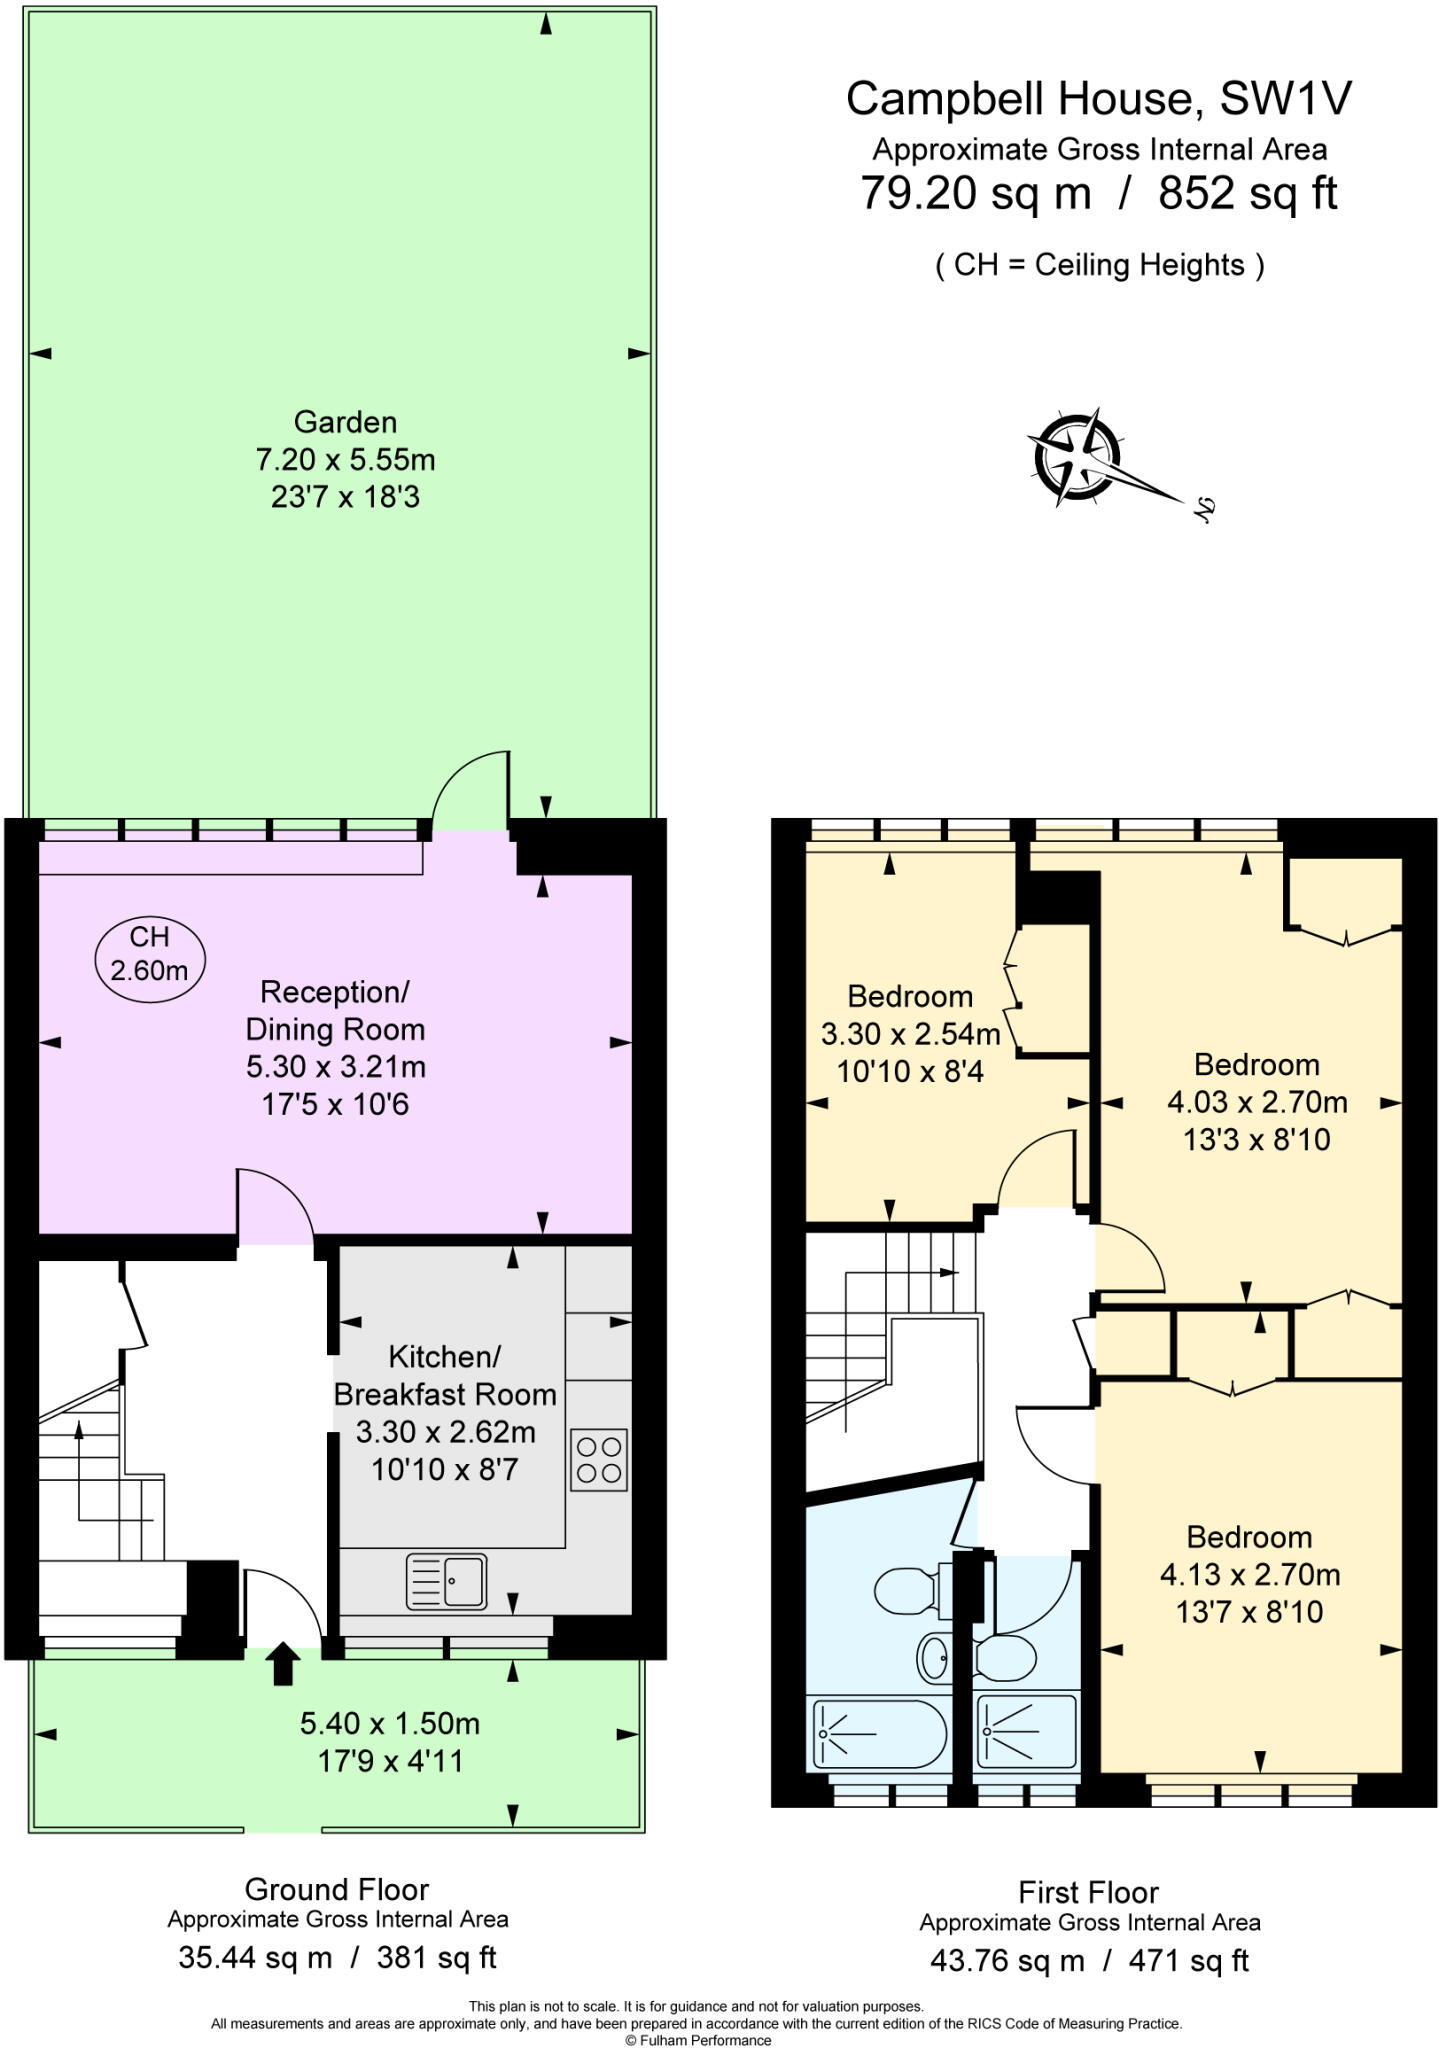 Campbell House, SW1V
Approximate Gross Internal Area
79.20 sq m / 852 sq ft
( CH = Ceiling Heights )
N
Garden
7.20 x 5.55m
23'7 x 18'3
CH
2.60m
Reception/
Dining Room
5.30 x 3.21m
17'5 x 10'6
Kitchen/
Breakfast Room
3.30 x 2.62m
10'10 x 8'7
5.40 x 1.50m
17'9 x 4'11
Ground Floor
Approximate Gross Internal Area
35.44 sq m / 381 sq ft
Bedroom
3.30 x 2.54m
10'10 x 8'4
Bedroom
4.03 x 2.70m
13'3 x 8'10
Bedroom
4.13 x 2.70m
13'7 x 8'10
First Floor
Approximate Gross Internal Area
43.76 sq m / 471 sq ft
This plan is not to scale. It is for guidance and not for valuation purposes.
All measurements and areas are approximate only, and have been prepared in accordance with the current edition of the RICS Code of Measuring Practice.
© Fulham Performance